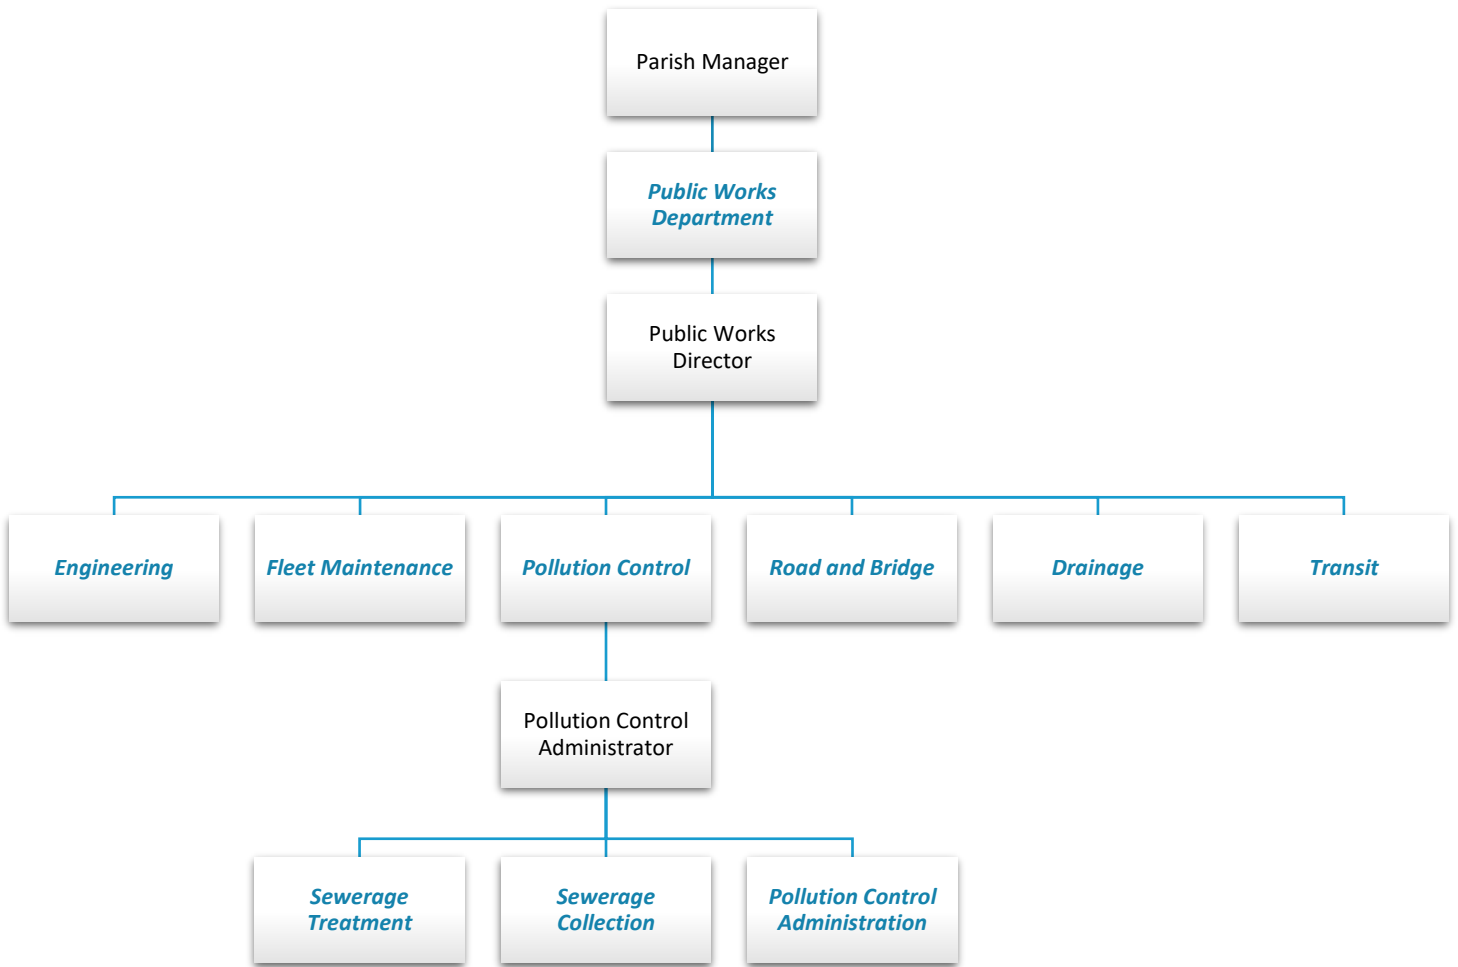 Parish Manager
Public Works
Department
Public Works
Director
Engineering
Fleet Maintenance
Pollution Control
Road and Bridge
Drainage
Transit
Pollution Control
Administrator
Sewerage
Treatment
Sewerage
Collection
Pollution Control
Administration